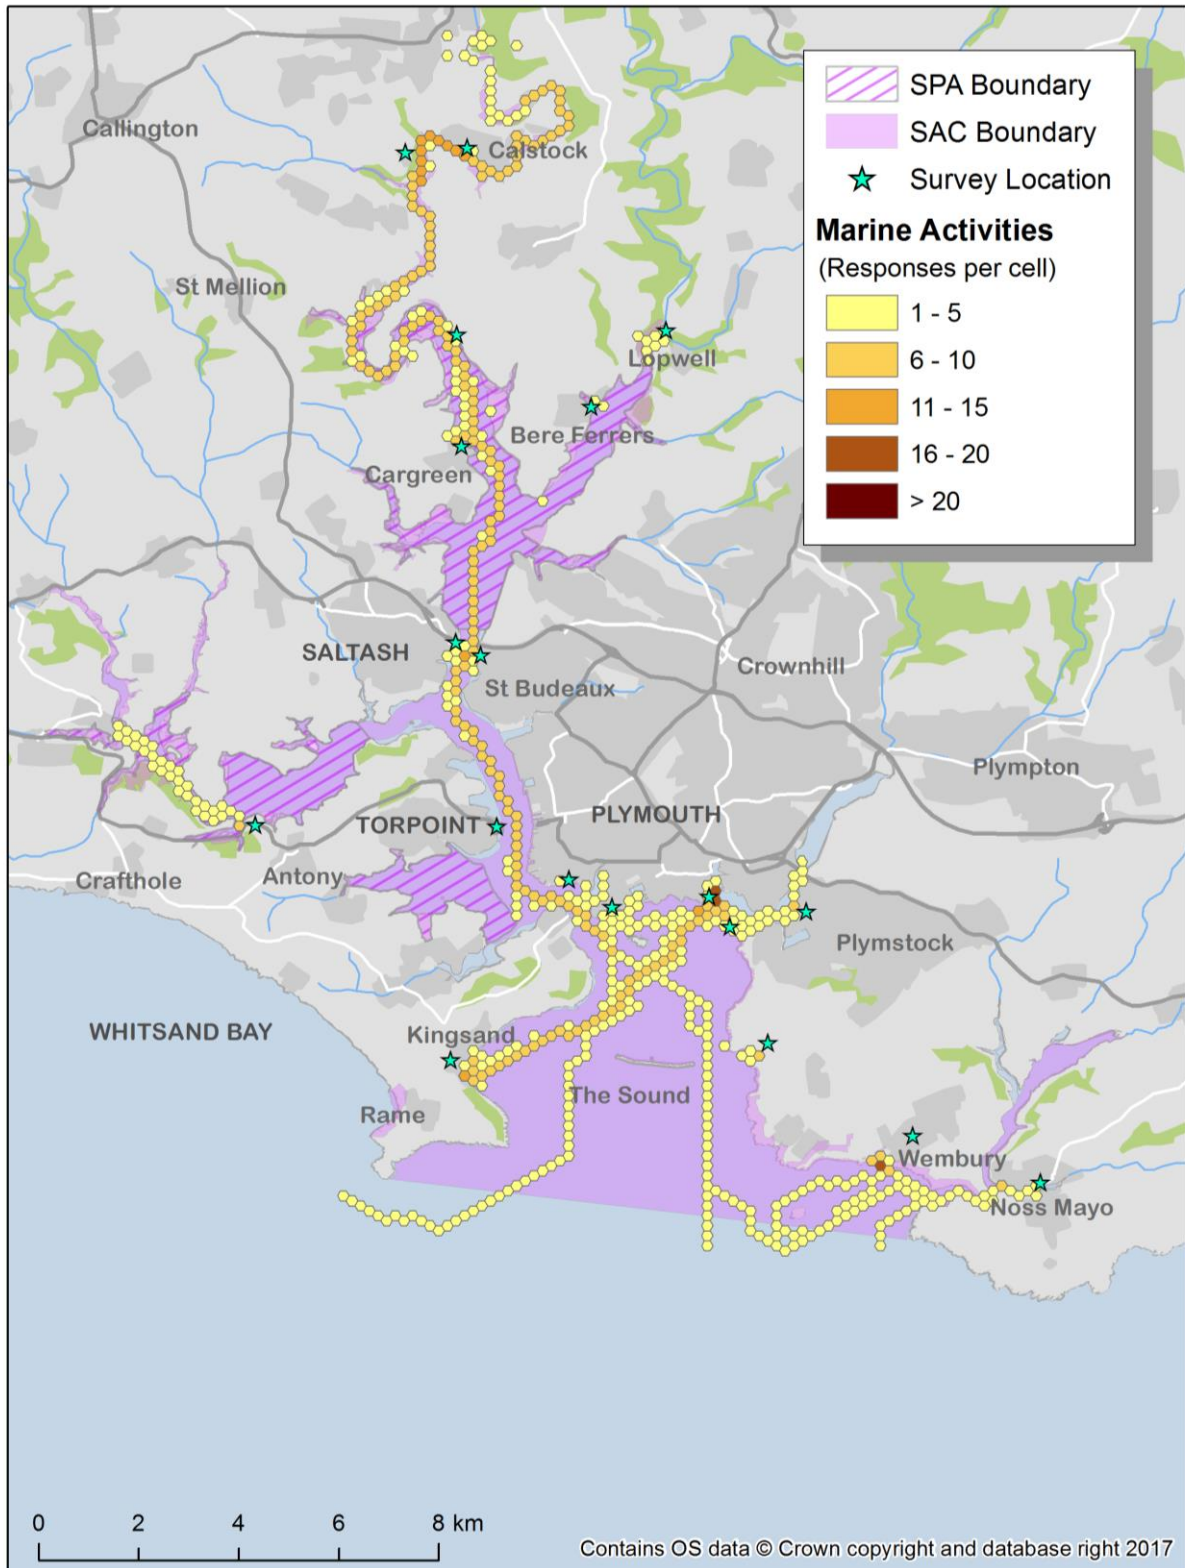 SPA Boundary
SAC Boundary
Survey Location
Marine Activities
(Responses per cell)
1 - 5
6 - 10
11 - 15
16 - 20
> 20
Callington
Calstock
St Mellion
Lopwell
Bere Ferrers
Cargreen
SALTASH
St Budeaux
Crownhill
Plympton
PLYMOUTH
TORPOINT
Antony
Crafthole
Plymstock
WHITSAND BAY
Kingsand
The Sound
Rame
Wembury
Noss Mayo
0 2 4 6 8 km
Contains OS data © Crown copyright and database right 2017